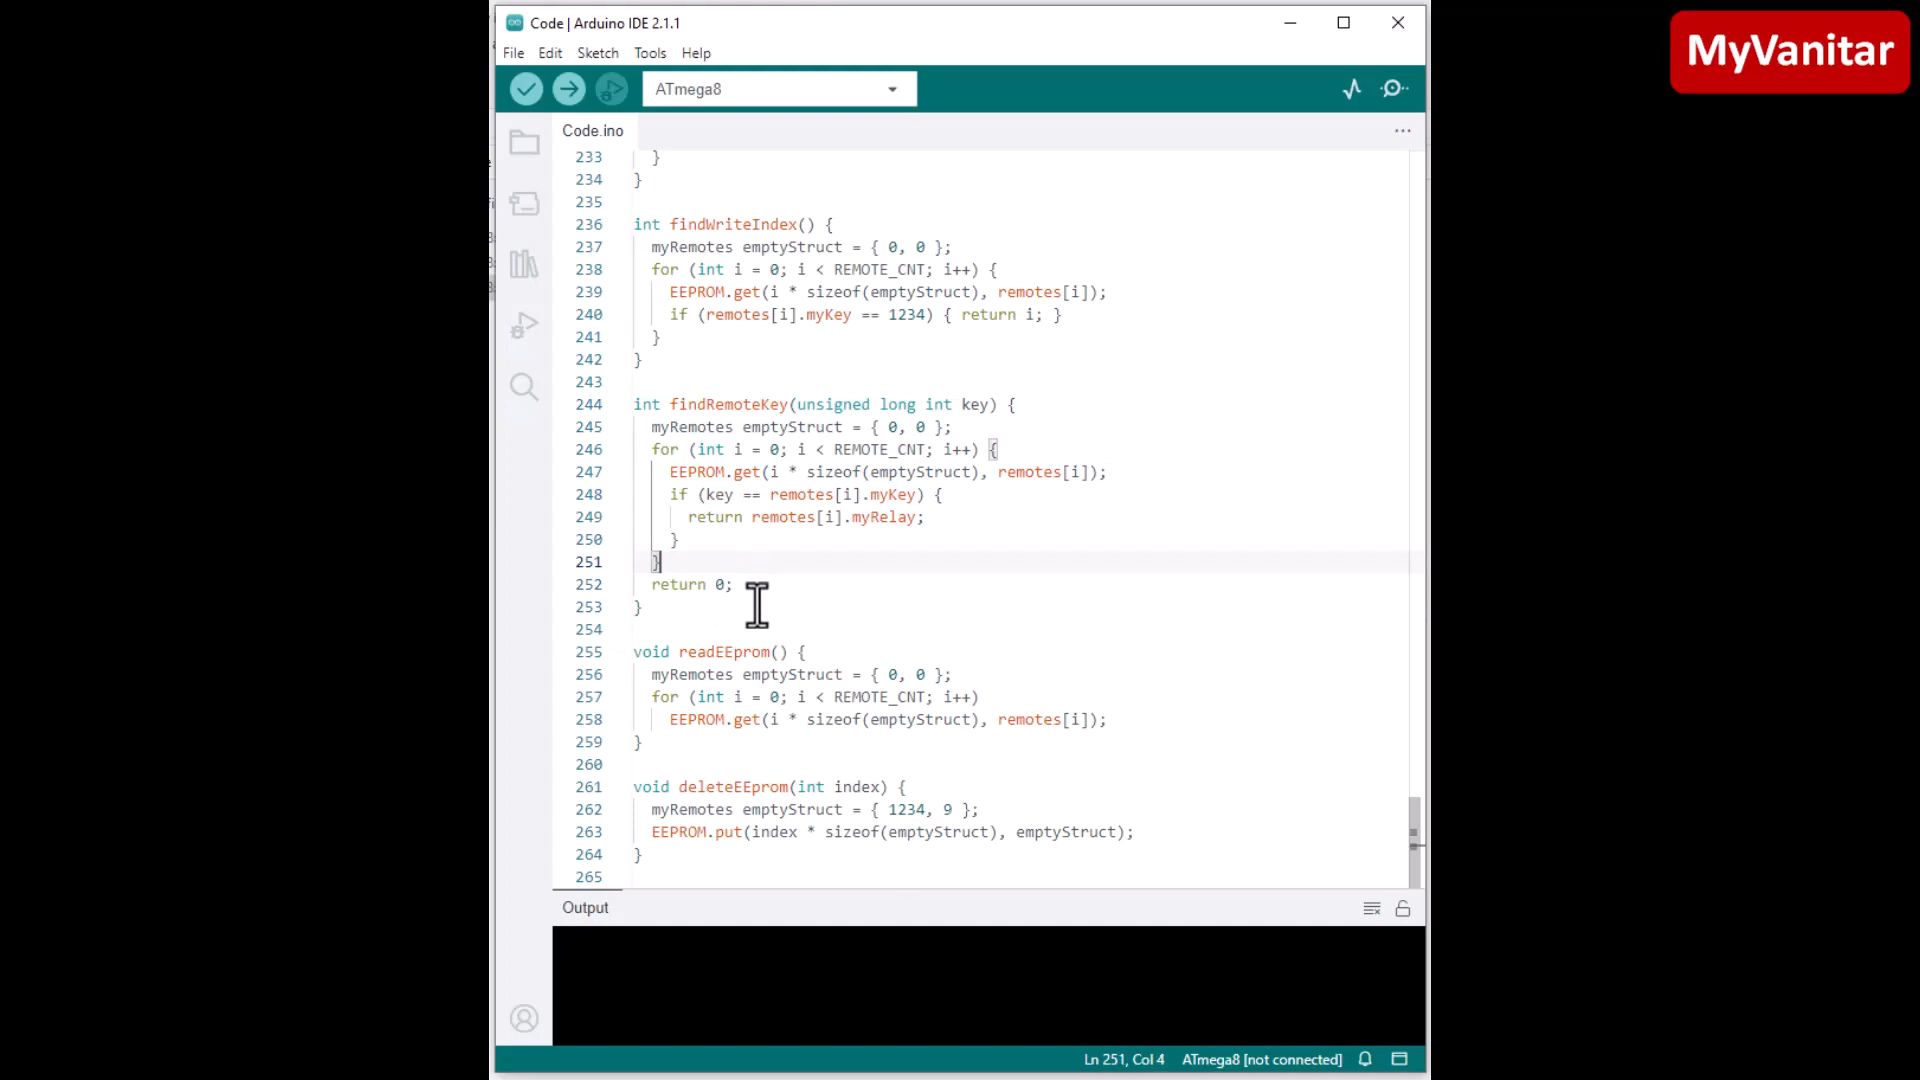 Code | Arduino IDE 2.1.1
MyVanitar
File Edit Sketch Tools Help
ATmega8
Code.ino
233 }
234 }
235
236 int findWriteIndex() {
237 myRemotes emptyStruct = { 0, 0 };
238 for (int i = 0; i < REMOTE_CNT; i++) {
239 EEPROM.get(i * sizeof(emptyStruct), remotes[i]);
240 if (remotes[i].myKey == 1234) { return i; }
241 }
242 }
243
244 int findRemoteKey(unsigned long int key) {
245 myRemotes emptyStruct = { 0, 0 };
246 for (int i = 0; i < REMOTE_CNT; i++) {
247 EEPROM.get(i * sizeof(emptyStruct), remotes[i]);
248 if (key == remotes[i].myKey) {
249 return remotes[i].myRelay;
250 }
251 }
252 return 0;
253 }
254
255 void readEEprom() {
256 myRemotes emptyStruct = { 0, 0 };
257 for (int i = 0; i < REMOTE_CNT; i++)
258 EEPROM.get(i * sizeof(emptyStruct), remotes[i]);
259 }
260
261 void deleteEEprom(int index) {
262 myRemotes emptyStruct = { 1234, 9 };
263 EEPROM.put(index * sizeof(emptyStruct), emptyStruct);
264 }
265
Output
Ln 251, Col 4 ATmega8 [not connected]